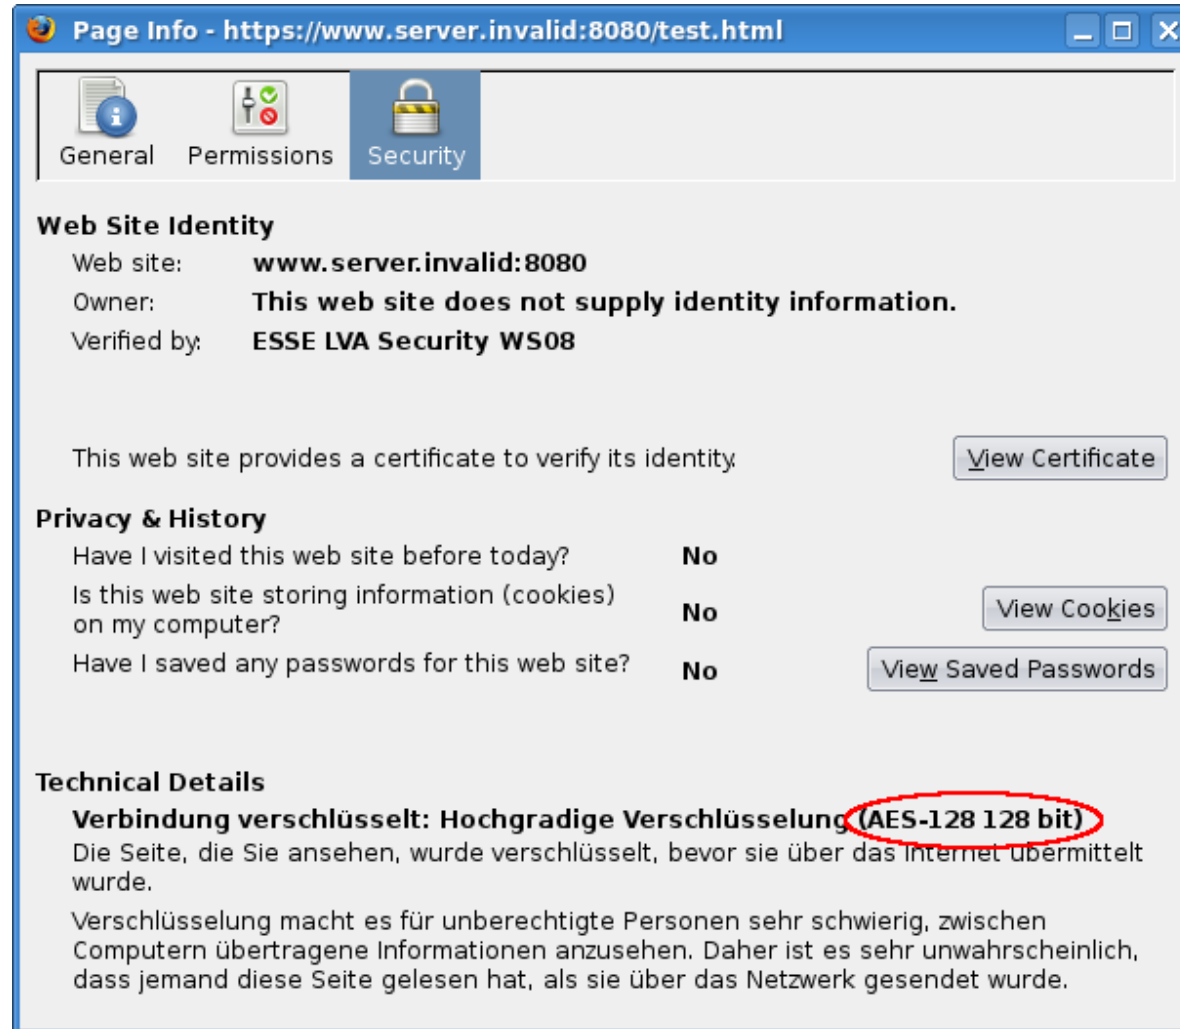 Page Info - https://www.server.invalid:8080/test.html
General Permissions Security
Web Site Identity
Web site: www.server.invalid:8080
Owner: This web site does not supply identity information.
Verified by: ESSE LVA Security WS08
This web site provides a certificate to verify its identity. View Certificate
Privacy & History
Have I visited this web site before today? No
Is this web site storing information (cookies)
on my computer? No View Cookies
Have I saved any passwords for this web site? No View Saved Passwords
Technical Details
Verbindung verschlüsselt: Hochgradige Verschlüsselung (AES-128 128 bit)
Die Seite, die Sie ansehen, wurde verschlüsselt, bevor sie über das Internet übermittelt
wurde.
Verschlüsselung macht es für unberechtigte Personen sehr schwierig, zwischen
Computern übertragene Informationen anzusehen. Daher ist es sehr unwahrscheinlich,
dass jemand diese Seite gelesen hat, als sie über das Netzwerk gesendet wurde.